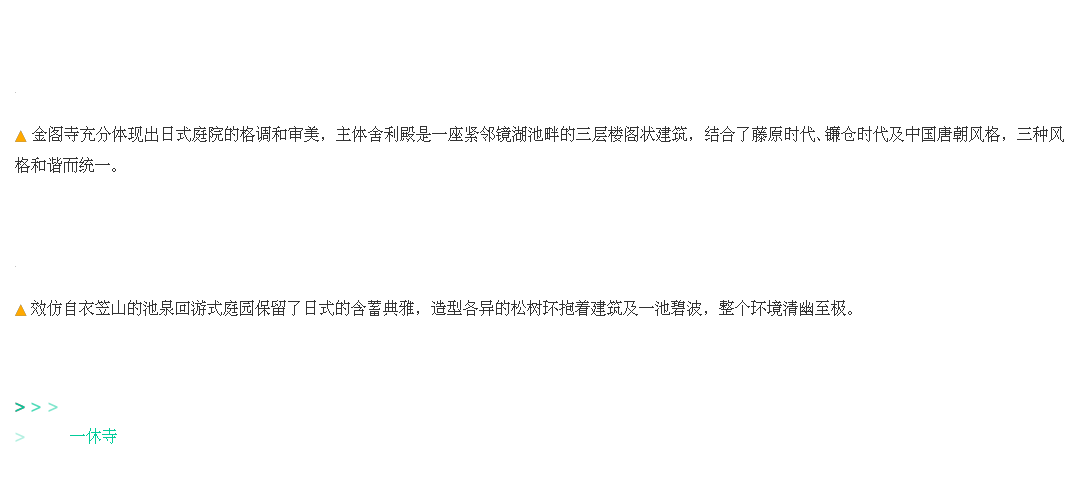 ▲ 金阁寺充分体现出日式庭院的格调和审美，主体舍利殿是一座紧邻镜湖池畔的三层楼阁状建筑，结合了藤原时代、镰仓时代及中国唐朝风格，三种风
格和谐而统一。
▲ 效仿自衣笠山的池泉回游式庭园保留了日式的含蓄典雅，造型各异的松树环抱着建筑及一池碧波，整个环境清幽至极。
> > >
> 一休寺